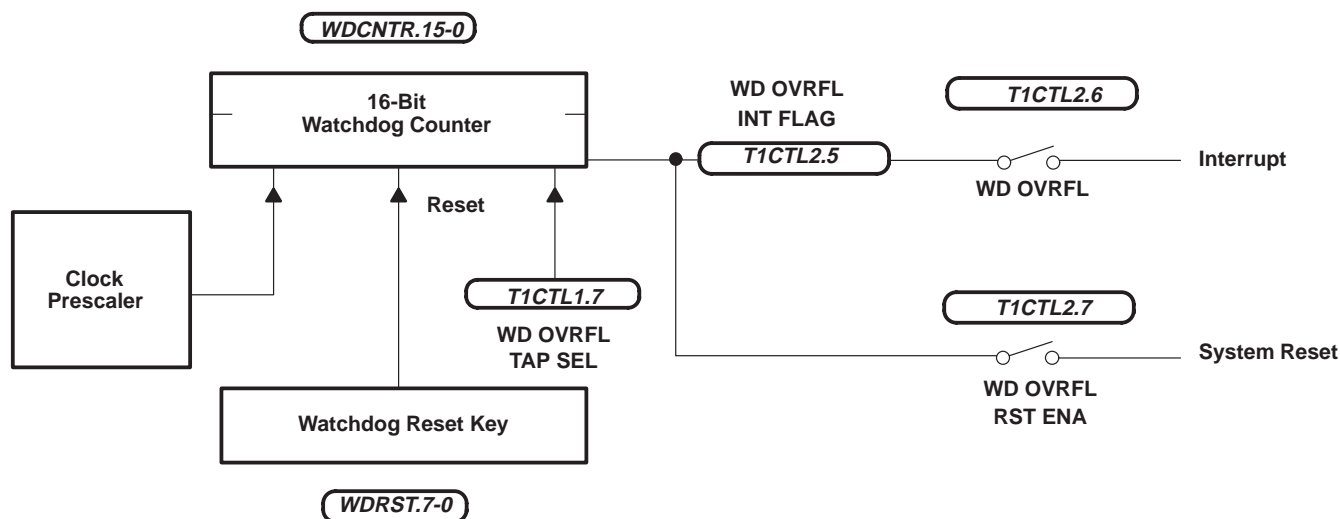 WDCNTR.15-0
16-Bit
Watchdog Counter
WD OVRFL
INT FLAG
T1CTL2.5
T1CTL2.6
WD OVRFL
Interrupt
Reset
Clock
Prescaler
T1CTL1.7
WD OVRFL
TAP SEL
T1CTL2.7
WD OVRFL
RST ENA
System Reset
Watchdog Reset Key
WDRST.7-0